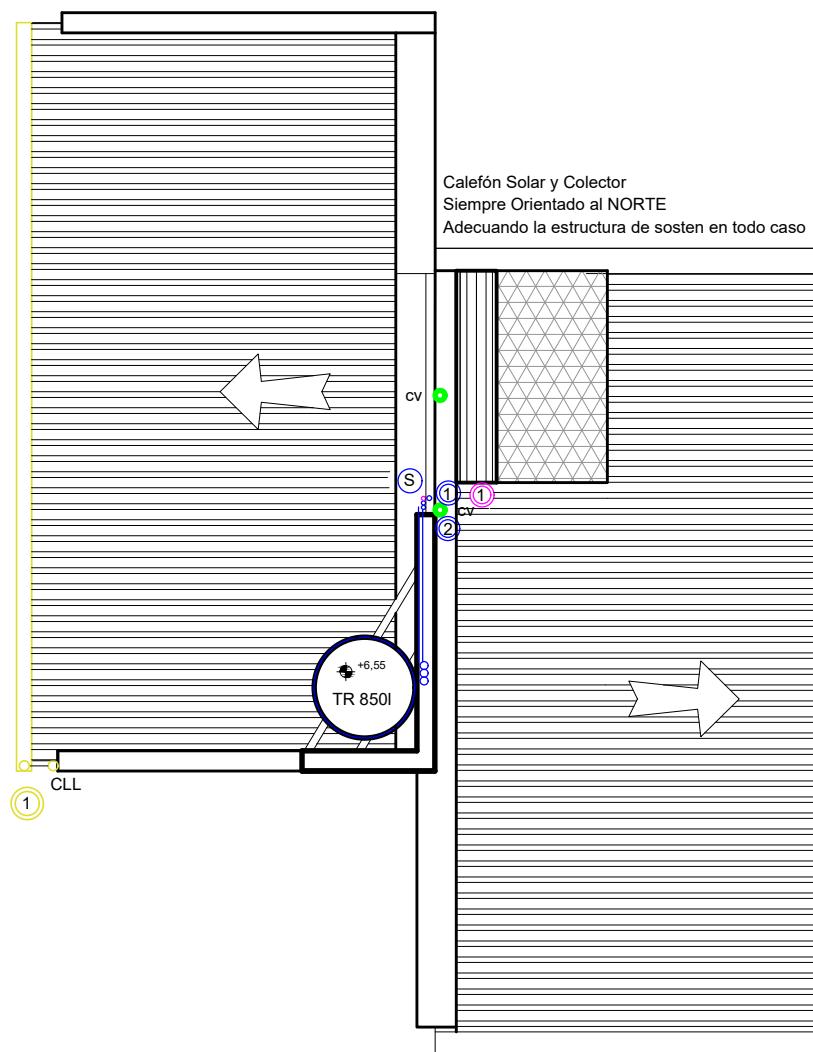 Calefón Solar y Colector
Siempre Orientado al NORTE
Adecuando la estructura de sosten en todo caso
cv
S
1
1
cv
2
+6,55
TR 850l
CLL
1